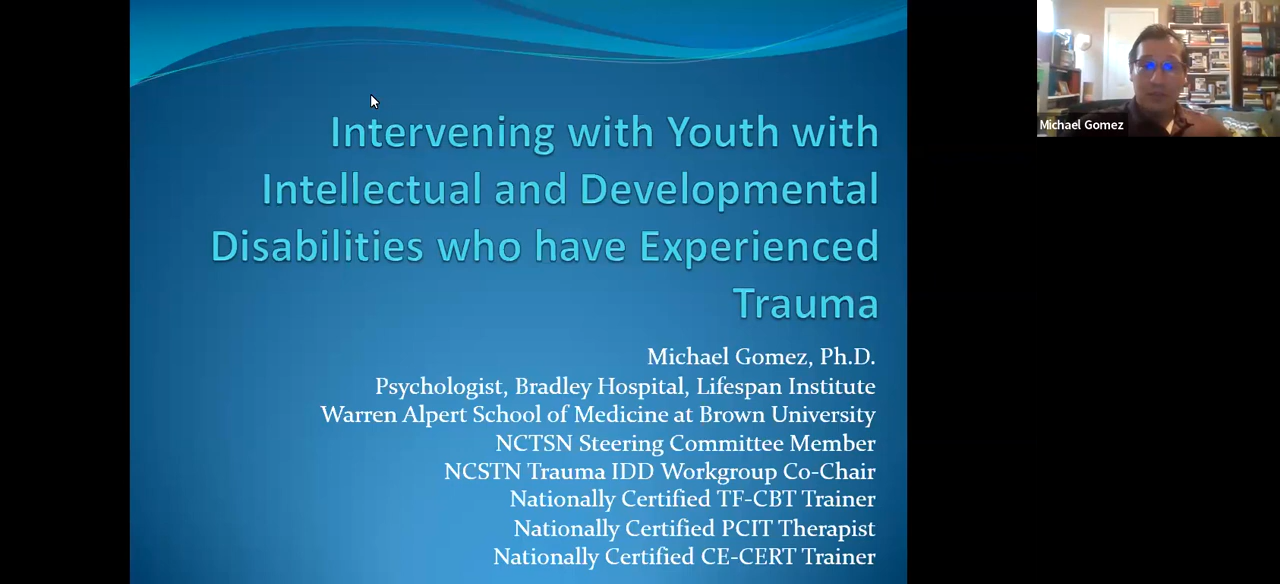 Intervening with Youth with
Intellectual and Developmental
Disabilities who have Experienced
Trauma
Michael Gomez, Ph.D.
Psychologist, Bradley Hospital, Lifespan Institute
Warren Alpert School of Medicine at Brown University
NCTSN Steering Committee Member
NCSTN Trauma IDD Workgroup Co-Chair
Nationally Certified TF-CBT Trainer
Nationally Certified PCIT Therapist
Nationally Certified CE-CERT Trainer
Michael Gomez